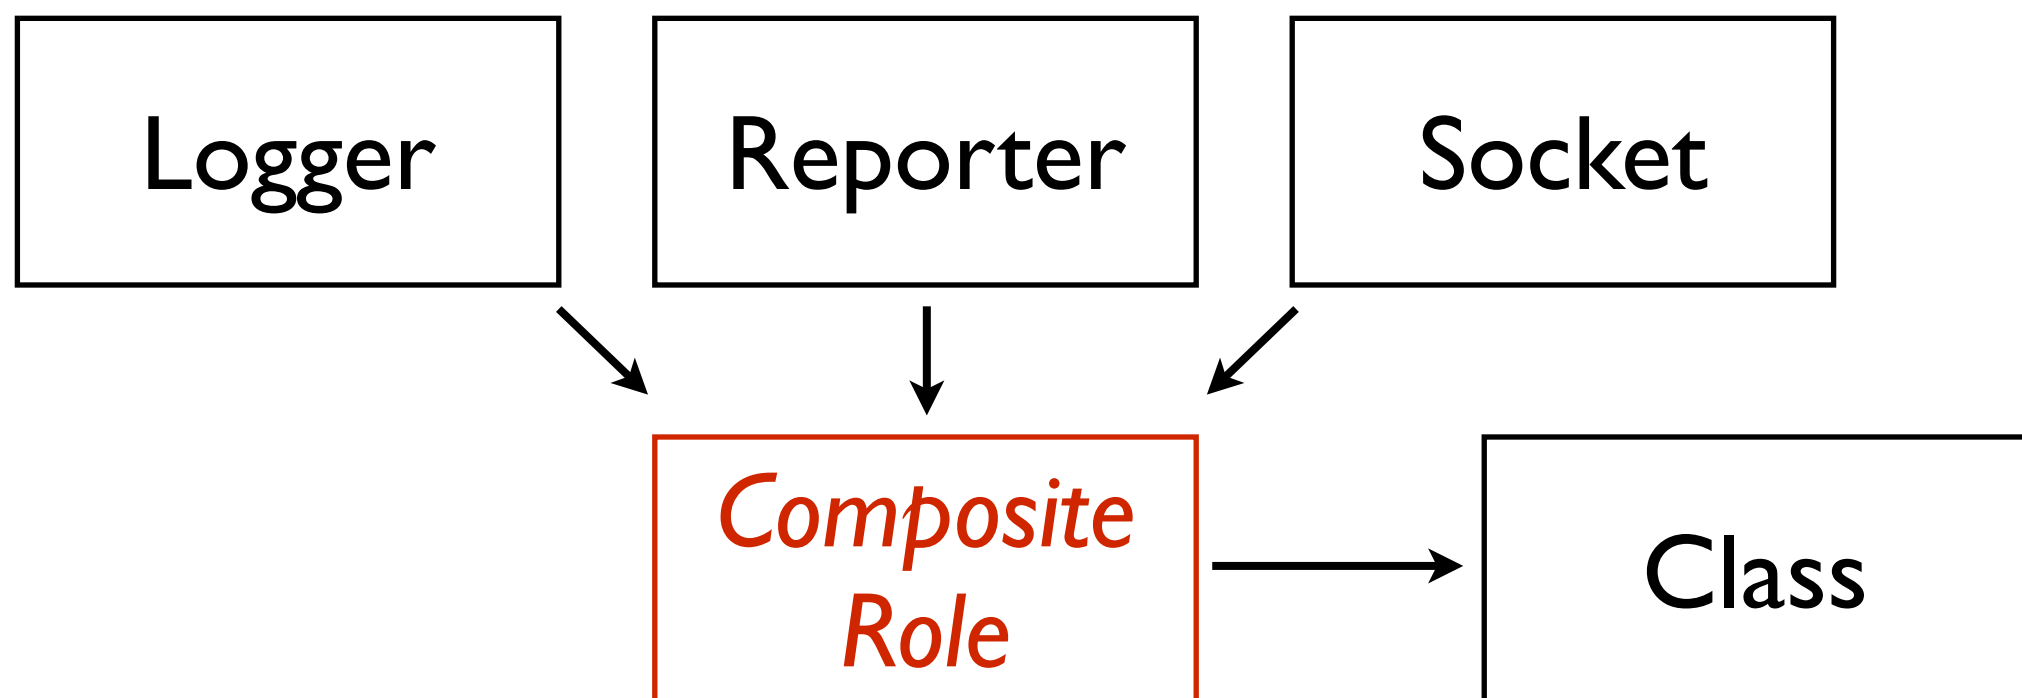 Logger
Reporter
Socket
Composite
Role
Class